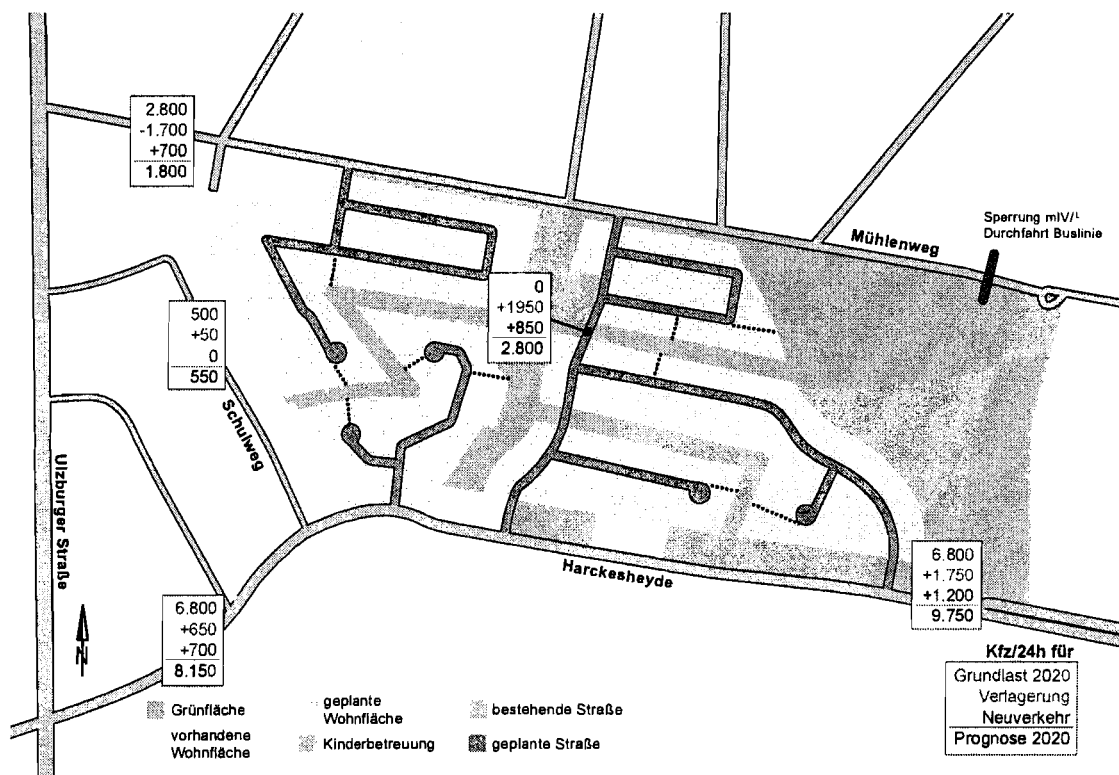 2.800
-1.700
+700
1.800
Sperrung mIV/
Durchfahrt Buslinie
Mühlenweg
0
+1950
+850
2.800
500
+50
0
550
Schulweg
Ulzburger Straße
Harckesheyde
6.800
+1.750
+1.200
9.750
6.800
+650
+700
8.150
N
Kfz/24h für
Grundlast 2020
Verlagerung
Neuverkehr
Prognose 2020
Grünfläche
vorhandene
Wohnfläche
geplante
Wohnfläche
Kinderbetreuung
bestehende Straße
geplante Straße